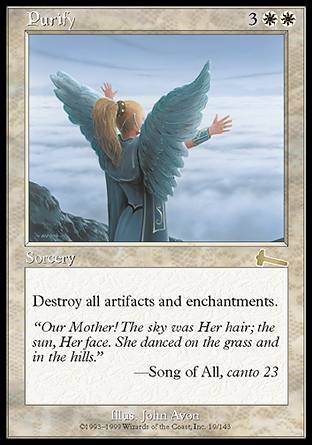 Purify 3
Sorcery
Destroy all artifacts and enchantments.
“Our Mother! The sky was Her hair; the
sun, Her face. She danced on the grass and
in the hills.”
—Song of All, canto 23
Illus. John Avon
©1993–1999 Wizards of the Coast, Inc. 19/143